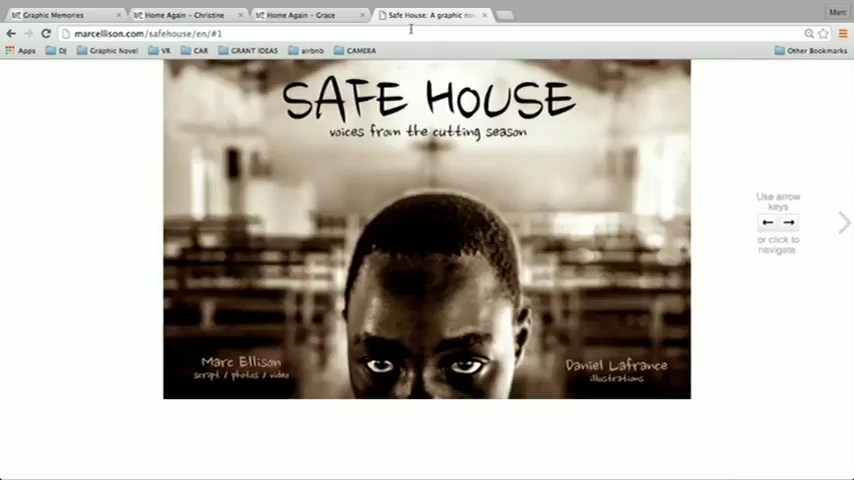 Graphic Memories
Home Again - Christine
Home Again - Grace
Safe House: A graphic no
Marc
marcellison.com/safehouse/en/#1
Apps
DJ
Graphic Novel
VR
CAR
GRANT IDEAS
airbnb
CAMERA
Other Bookmarks
SAFE HOUSE
voices from the cutting season
Use arrow
keys
or click to
navigate.
Marc Ellison
script / photos / video
Daniel Lafrance
illustrations